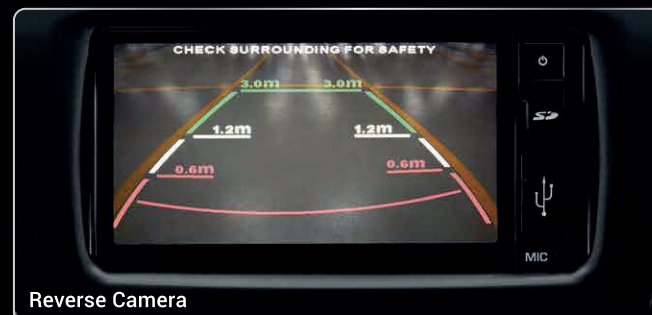 CHECK SURROUNDING FOR SAFETY
3.0m 3.0m
1.2m 1.2m
0.6m 0.6m
SD
MIC
Reverse Camera